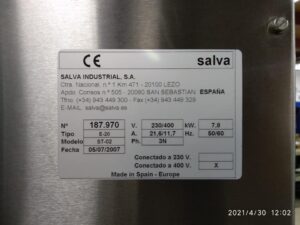 CE salva
SALVA INDUSTRIAL, S.A.
Ctra. Nacional, n.º 1 Km 471 - 20100 LEZO
Apdo. Correos n.º 505 - 20080 SAN SEBASTIAN ESPAÑA
Tfno. (+34) 943 449 300 - Fax (+34) 943 449 329
E-MAIL. salva@salva.es
Nº 187.970 V. 230/400 kW. 7,8
Tipo E-20 A. 21,6/11,7 Hz. 50/60
Modelo ST-02 Ph. 3N
Fecha 05/07/2007
Conectado a 230 V.
Conectado a 400 V. X
Made in Spain - Europe
2021/4/30 12:02